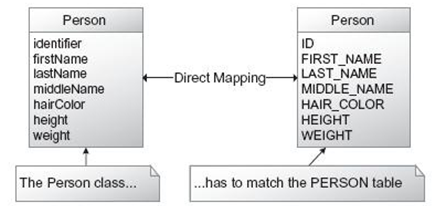 Person
identifier
firstName
lastName
middleName
hairColor
height
weight
Direct Mapping
Person
ID
FIRST_NAME
LAST_NAME
MIDDLE_NAME
HAIR_COLOR
HEIGHT
WEIGHT
The Person class...
...has to match the PERSON table